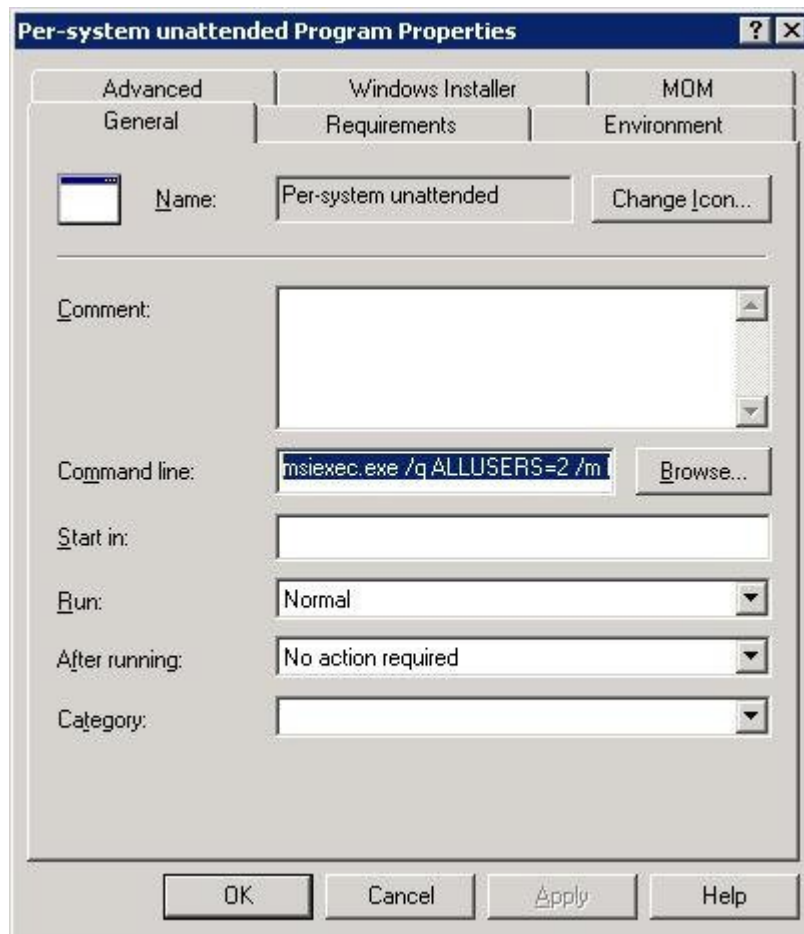 Per-system unattended Program Properties
Advanced Windows Installer MOM
General Requirements Environment
Name: Per-system unattended Change Icon...
Comment:
Command line: msiexec.exe /q ALLUSERS=2 /m Browse...
Start in:
Run: Normal
After running: No action required
Category:
OK Cancel Apply Help